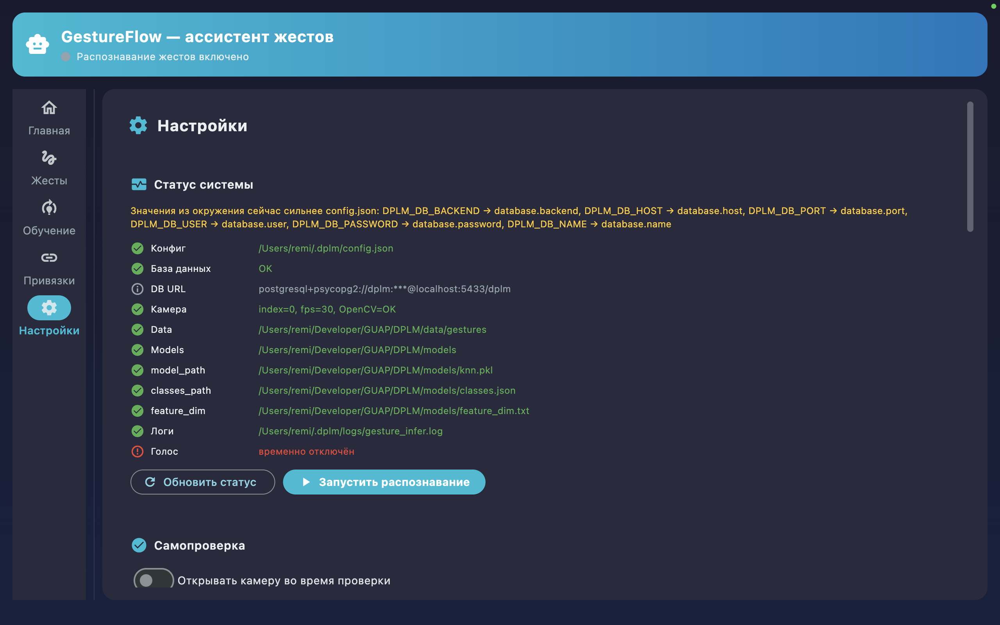 GestureFlow — ассистент жестов
Распознавание жестов включено
Главная
Жесты
Обучение
Привязки
Настройки
Настройки
Статус системы
Значения из окружения сейчас сильнее config.json: DPLM_DB_BACKEND → database.backend, DPLM_DB_HOST → database.host, DPLM_DB_PORT → database.port,
DPLM_DB_USER → database.user, DPLM_DB_PASSWORD → database.password, DPLM_DB_NAME → database.name
Конфиг /Users/remi/.dplm/config.json
База данных OK
DB URL postgresql+psycopg2://dplm:***@localhost:5433/dplm
Камера index=0, fps=30, OpenCV=OK
Data /Users/remi/Developer/GUAP/DPLM/data/gestures
Models /Users/remi/Developer/GUAP/DPLM/models
model_path /Users/remi/Developer/GUAP/DPLM/models/knn.pkl
classes_path /Users/remi/Developer/GUAP/DPLM/models/classes.json
feature_dim /Users/remi/Developer/GUAP/DPLM/models/feature_dim.txt
Логи /Users/remi/.dplm/logs/gesture_infer.log
Голос временно отключён
Обновить статус Запустить распознавание
Самопроверка
Открывать камеру во время проверки